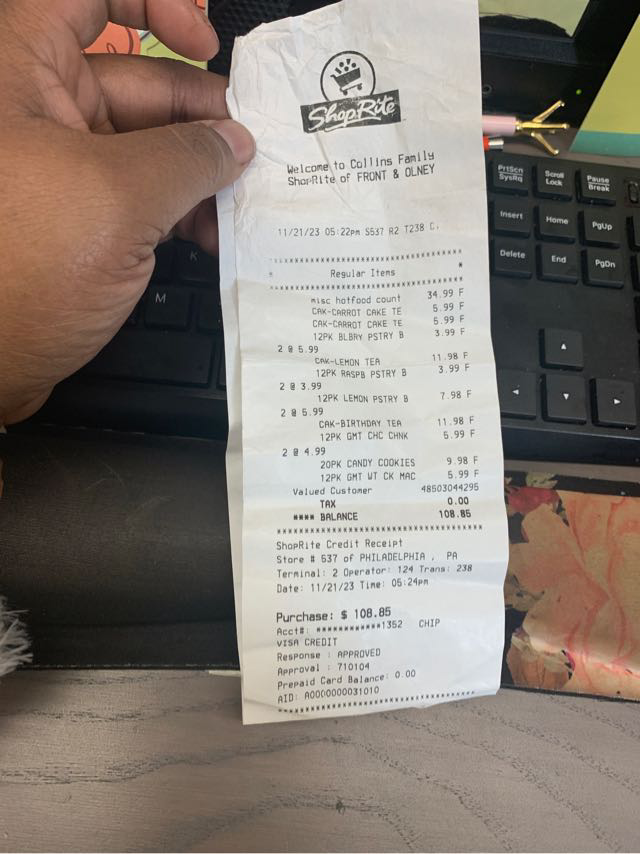 ShopRite
Welcome to Collins Family
ShopRite of FRONT & OLNEY
11/21/23 05:22pm S537 R2 T238 C.
*******************************
* Regular Items *
*******************************
misc hotfood count 34.99 F
CAK-CARROT CAKE TE 5.99 F
CAK-CARROT CAKE TE 5.99 F
12PK BLBRY PSTRY B 3.99 F
2 @ 5.99
CAK-LEMON TEA 11.98 F
12PK RASPB PSTRY B 3.99 F
2 @ 3.99
12PK LEMON PSTRY B 7.98 F
2 @ 5.99
CAK-BIRTHDAY TEA 11.98 F
12PK GMT CHC CHNK 5.99 F
2 @ 4.99
20PK CANDY COOKIES 9.98 F
12PK GMT WT CK MAC 5.99 F
Valued Customer 48503044295
TAX 0.00
**** BALANCE 108.85
*********************************
ShopRite Credit Receipt
Store # 537 of PHILADELPHIA , PA
Terminal: 2 Operator: 124 Trans: 238
Date: 11/21/23 Time: 05:24pm
Purchase: $ 108.85
Acct#: ************1352 CHIP
VISA CREDIT
Response : APPROVED
Approval : 710104
Prepaid Card Balance: 0.00
AID: A0000000031010
*******************************
PrtScn
SysRq
Scroll
Lock
Pause
Break
Insert
Home
PgUp
Delete
End
PgDn
K
M